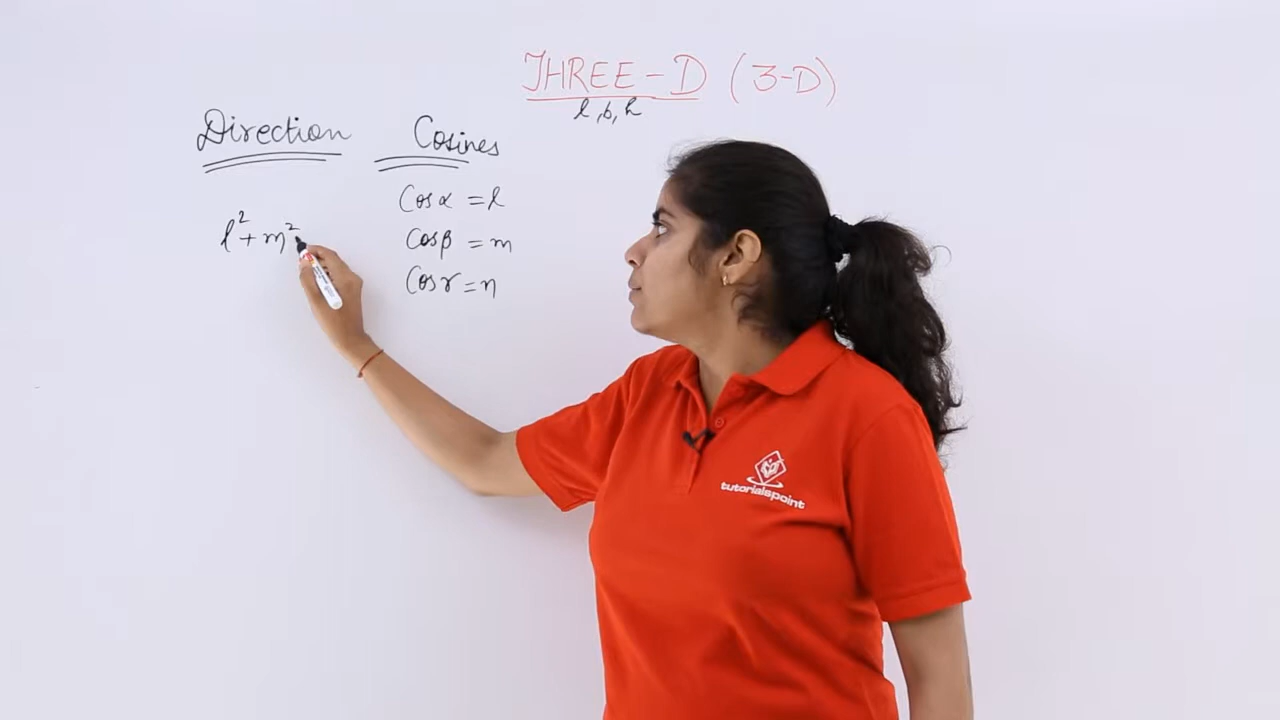 THREE-D (3-D)
l, b, h
Direction Cosines
Cos α = l
l² + m²
Cos β = m
Cos γ = n
tutorialspoint